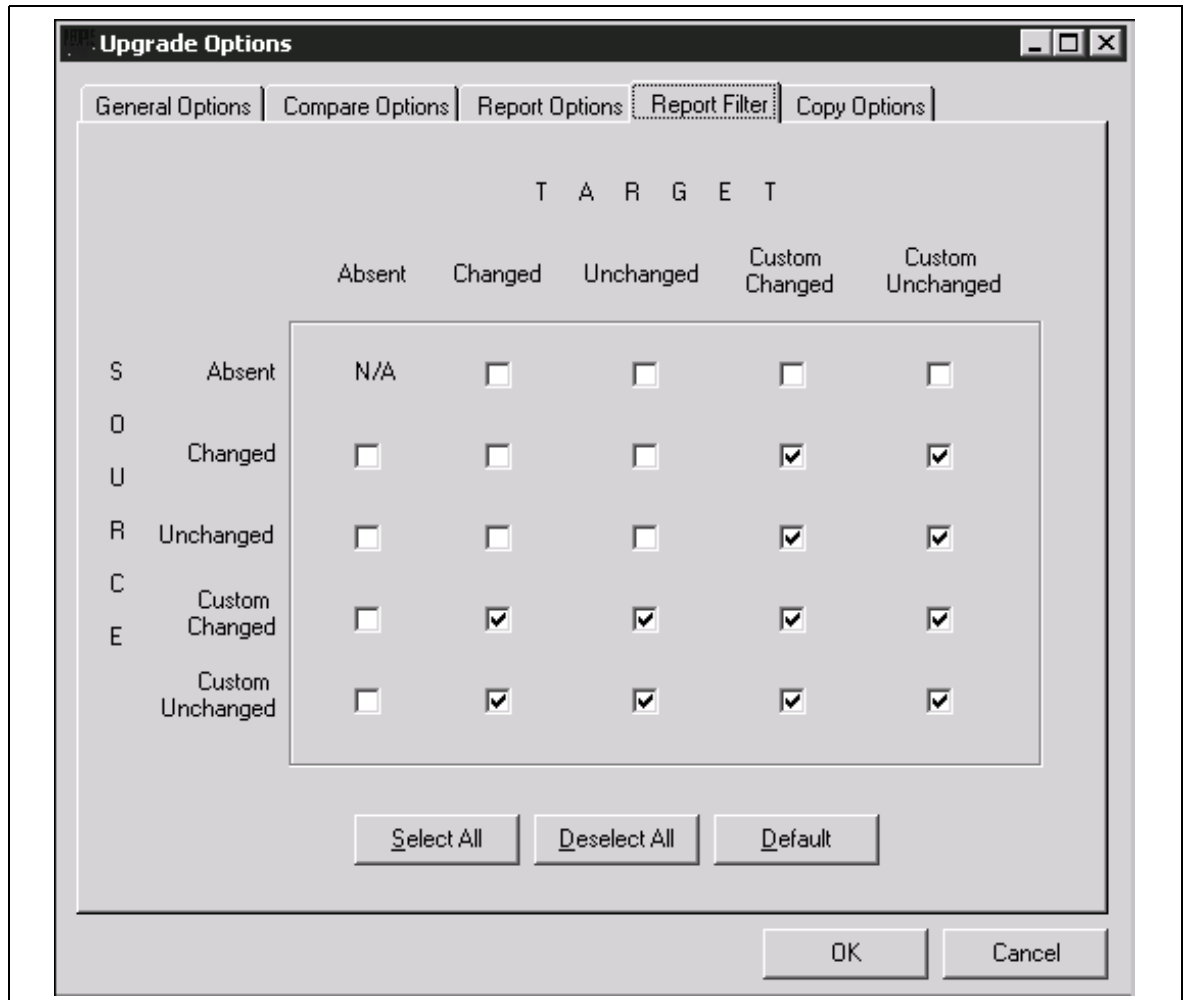 Upgrade Options
General Options
Compare Options
Report Options
Report Filter
Copy Options
T A R G E T
Absent
Changed
Unchanged
Custom
Changed
Custom
Unchanged
S O U R C E
Absent
N/A
Changed
Unchanged
Custom
Changed
Custom
Unchanged
Select All
Deselect All
Default
OK
Cancel